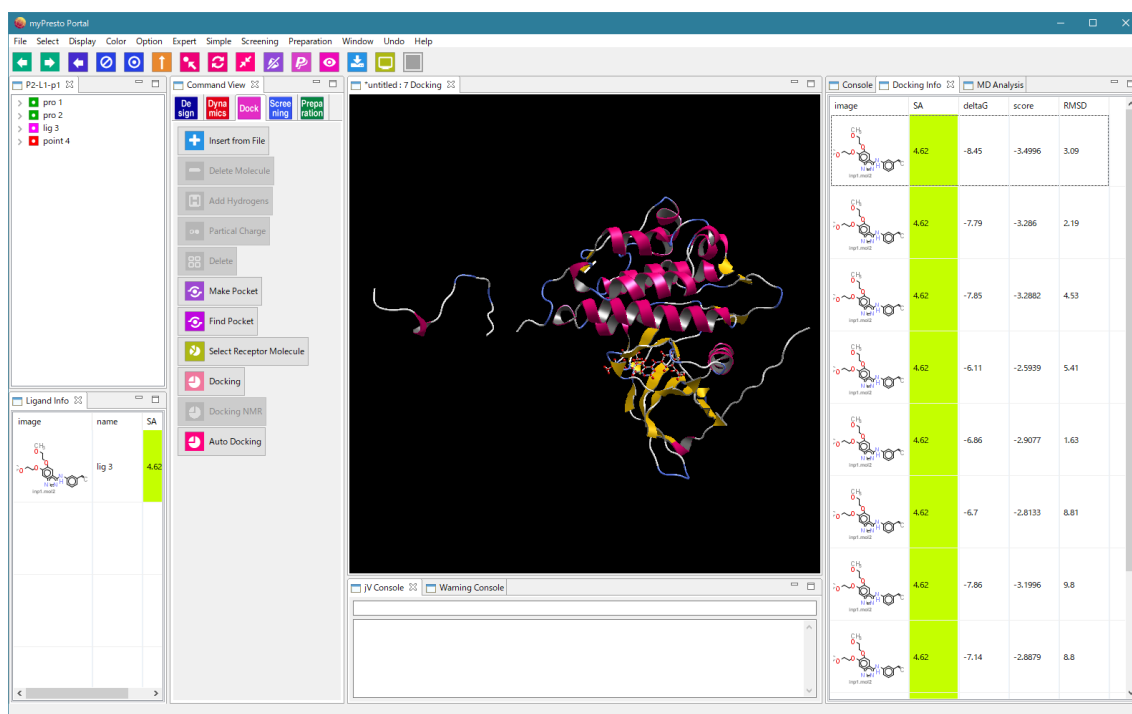 myPresto Portal
File Select Display Color Option Expert Simple Screening Preparation Window Undo Help
P2-L1-p1
pro 1
pro 2
lig 3
point 4
Ligand Info
image name SA
lig 3 4.62
Command View
De sign
Dyna mics
Dock
Scree ning
Prepa ration
Insert from File
Delete Molecule
Add Hydrogens
Partical Charge
Delete
Make Pocket
Find Pocket
Select Receptor Molecule
Docking
Docking NMR
Auto Docking
*untitled : 7 Docking
jV Console
Warning Console
Console
Docking Info
MD Analysis
image SA deltaG score RMSD
4.62 -8.45 -3.4996 3.09
4.62 -7.79 -3.286 2.19
4.62 -7.85 -3.2882 4.53
4.62 -6.11 -2.5939 5.41
4.62 -6.86 -2.9077 1.63
4.62 -6.7 -2.8133 8.81
4.62 -7.86 -3.1996 9.8
4.62 -7.14 -2.8879 8.8